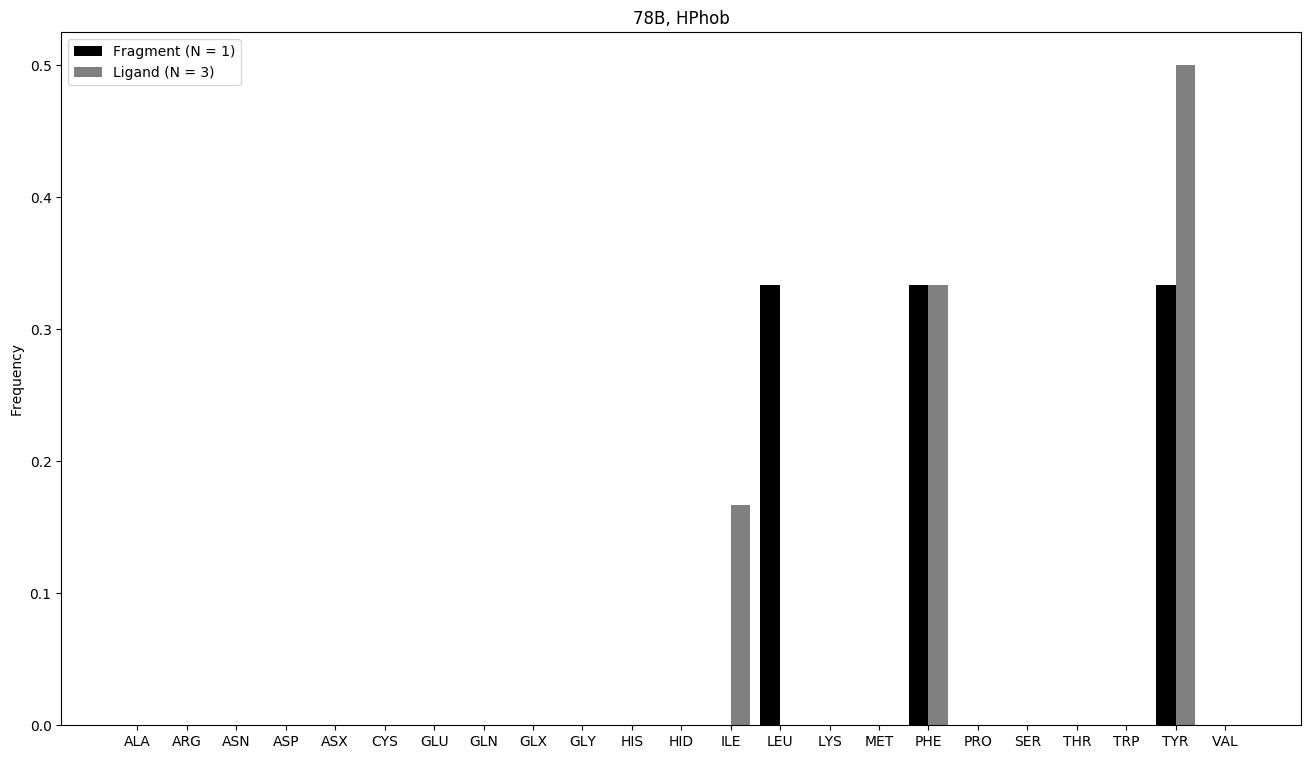 78B, HPhob
Fragment (N = 1)
Ligand (N = 3)
Frequency
0.5
0.4
0.3
0.2
0.1
0.0
ALA ARG ASN ASP ASX CYS GLU GLN GLX GLY HIS HID ILE LEU LYS MET PHE PRO SER THR TRP TYR VAL